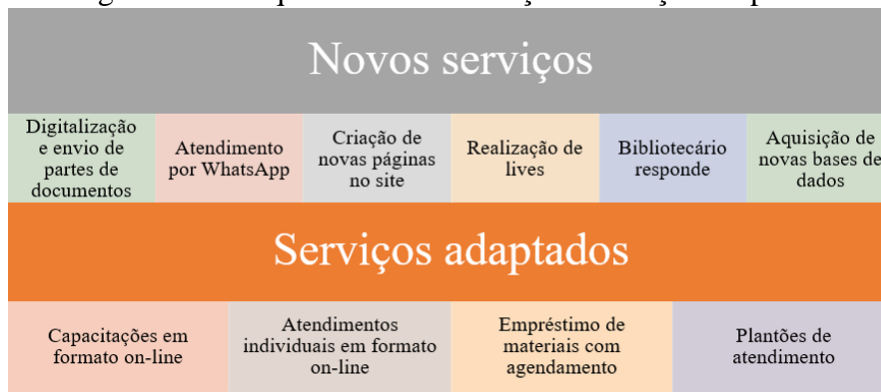 Novos serviços
Digitalização
e envio de
partes de
documentos
Atendimento
por WhatsApp
Criação de
novas páginas
no site
Realização de
lives
Bibliotecário
responde
Aquisição de
novas bases de
dados
Serviços adaptados
Capacitações em
formato on-line
Atendimentos
individuais em formato
on-line
Empréstimo de
materiais com
agendamento
Plantões de
atendimento